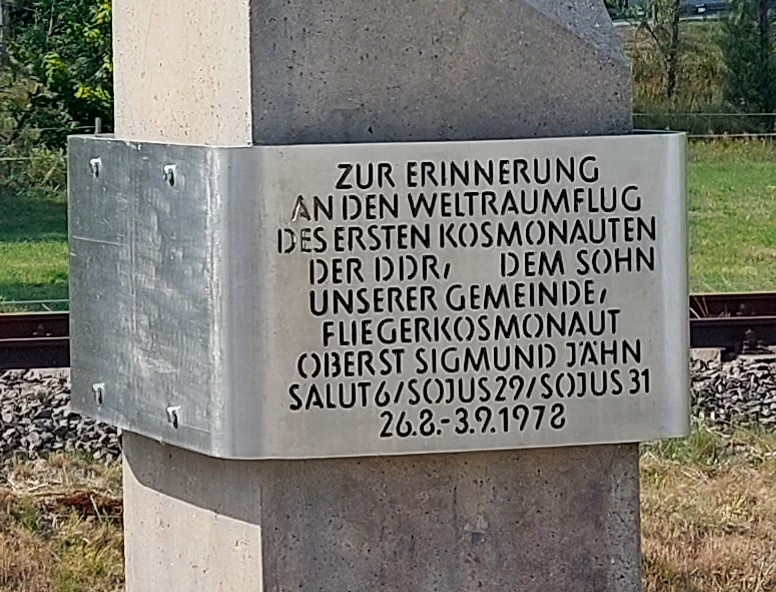 ZUR ERINNERUNG
AN DEN WELTRAUMFLUG
DES ERSTEN KOSMONAUTEN
DER DDR, DEM SOHN
UNSERER GEMEINDE,
FLIEGERKOSMONAUT
OBERST SIGMUND JÄHN
SALUT 6/SOJUS 29/SOJUS 31
26.8.-3.9.1978